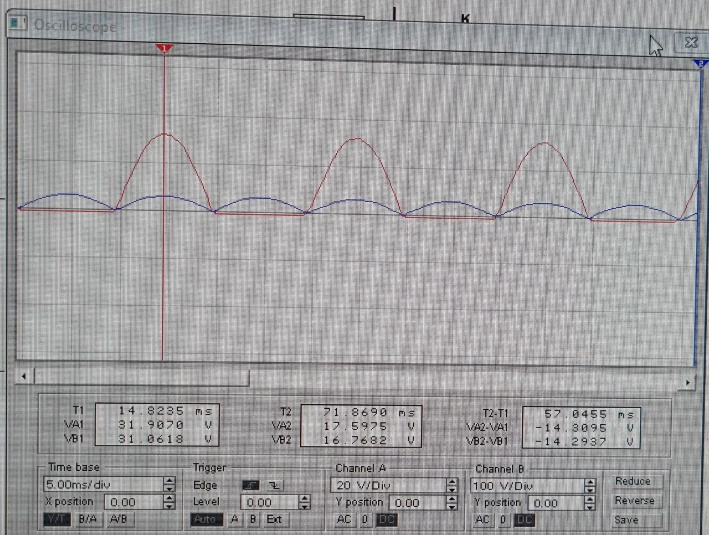 K
Oscilloscope
1
2
T1 14.8235 ms
VA1 31.9070 V
VB1 31.0618 V
T2 71.8690 ms
VA2 17.5975 V
VB2 16.7682 V
T2-T1 57.0455 ms
VA2-VA1 -14.3095 V
VB2-VB1 -14.2937 V
Time base
5.00ms/div
X position 0.00
Y/T B/A A/B
Trigger
Edge
Level 0.00
Auto A B Ext
Channel A
20 V/Div
Y position 0.00
AC 0 DC
Channel B
100 V/Div
Y position 0.00
AC 0 DC
Reduce
Reverse
Save